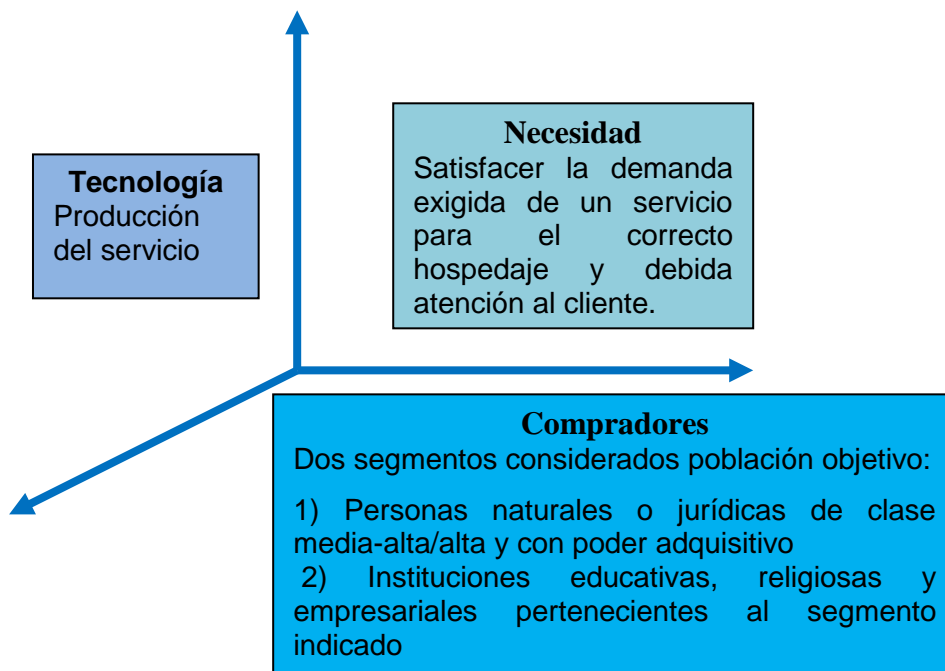 Necesidad
Satisfacer la demanda
exigida de un servicio
para el correcto
hospedaje y debida
atención al cliente.
Tecnología
Producción
del servicio
Compradores
Dos segmentos considerados población objetivo:
1) Personas naturales o jurídicas de clase
media-alta/alta y con poder adquisitivo
2) Instituciones educativas, religiosas y
empresariales pertenecientes al segmento
indicado